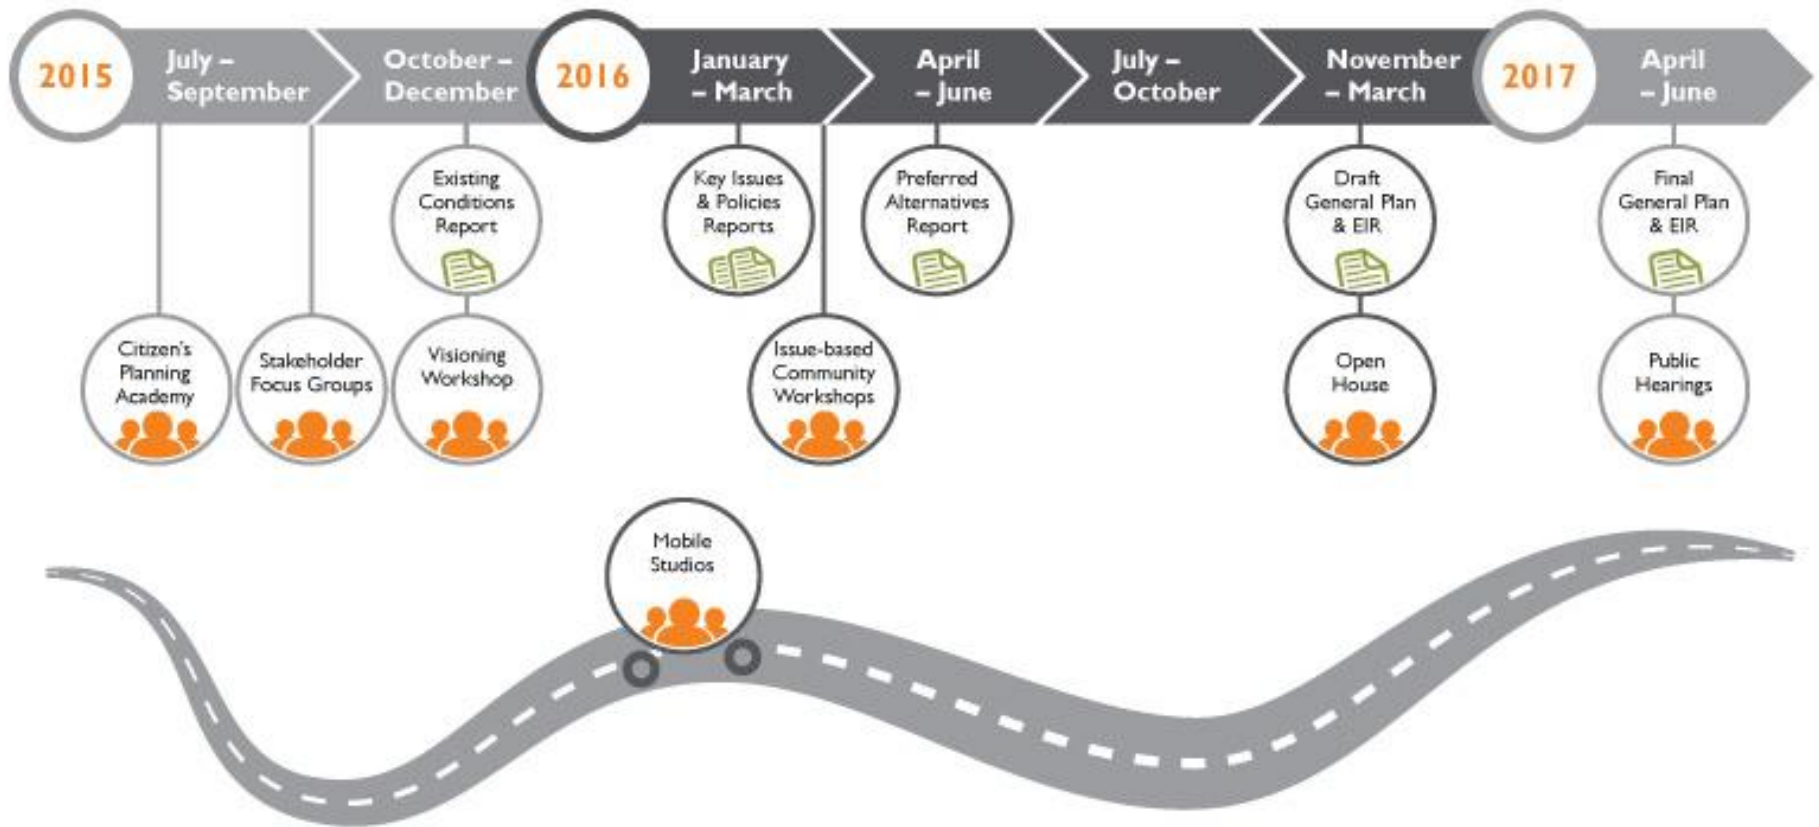 2015
July –
September
October –
December
2016
January
– March
April
– June
July –
October
November
– March
2017
April
– June
Existing
Conditions
Report
Key Issues
& Policies
Reports
Preferred
Alternatives
Report
Draft
General Plan
& EIR
Final
General Plan
& EIR
Citizen's
Planning
Academy
Stakeholder
Focus Groups
Visioning
Workshop
Issue-based
Community
Workshops
Open
House
Public
Hearings
Mobile
Studios